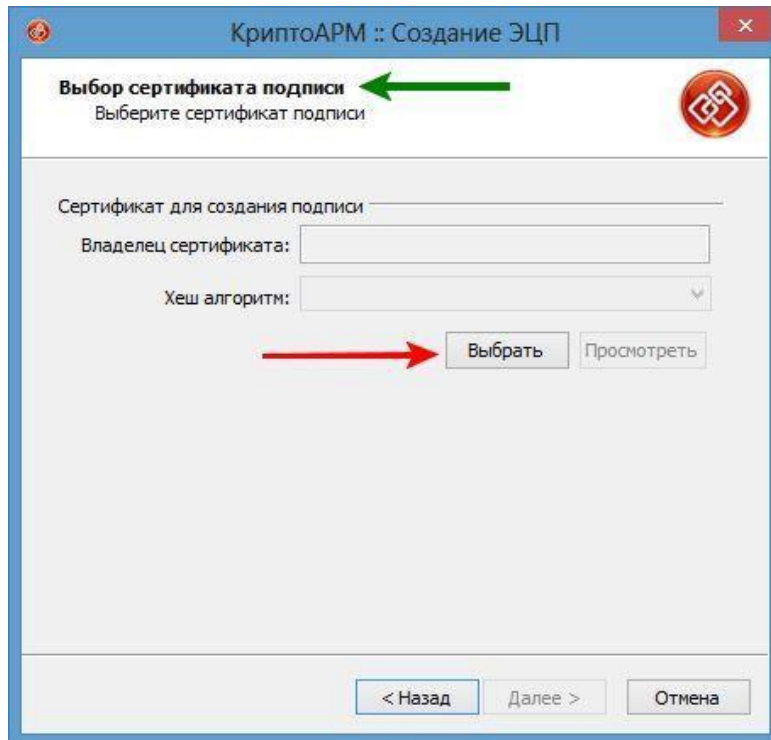 КриптоАРМ :: Создание ЭЦП
Выбор сертификата подписи
Выберите сертификат подписи
Сертификат для создания подписи
Владелец сертификата:
Хеш алгоритм:
Выбрать Просмотреть
< Назад Далее > Отмена